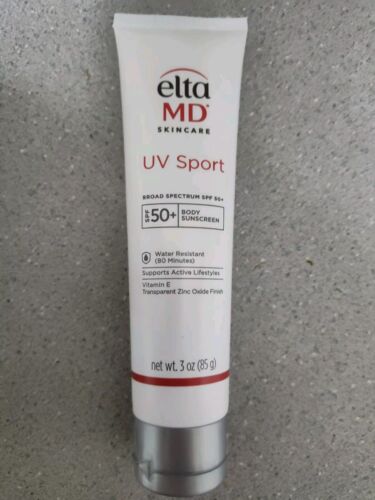 elta
MD
SKINCARE
UV Sport
BROAD SPECTRUM SPF 50+
SPF 50+ BODY
SUNSCREEN
Water Resistant
(80 Minutes)
Supports Active Lifestyles
Vitamin E
Transparent Zinc Oxide Finish
net wt. 3 oz (85 g)